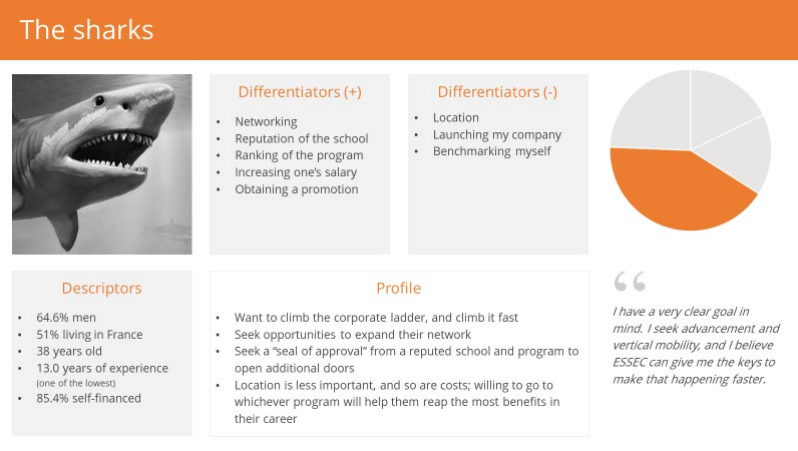 The sharks
Differentiators (+)
• Networking
• Reputation of the school
• Ranking of the program
• Increasing one's salary
• Obtaining a promotion
Differentiators (-)
• Location
• Launching my company
• Benchmarking myself
Descriptors
• 64.6% men
• 51% living in France
• 38 years old
• 13.0 years of experience
(one of the lowest)
• 85.4% self-financed
Profile
• Want to climb the corporate ladder, and climb it fast
• Seek opportunities to expand their network
• Seek a “seal of approval” from a reputed school and program to
open additional doors
• Location is less important, and so are costs; willing to go to
whichever program will help them reap the most benefits in
their career
“
I have a very clear goal in
mind. I seek advancement and
vertical mobility, and I believe
ESSEC can give me the keys to
make that happening faster.